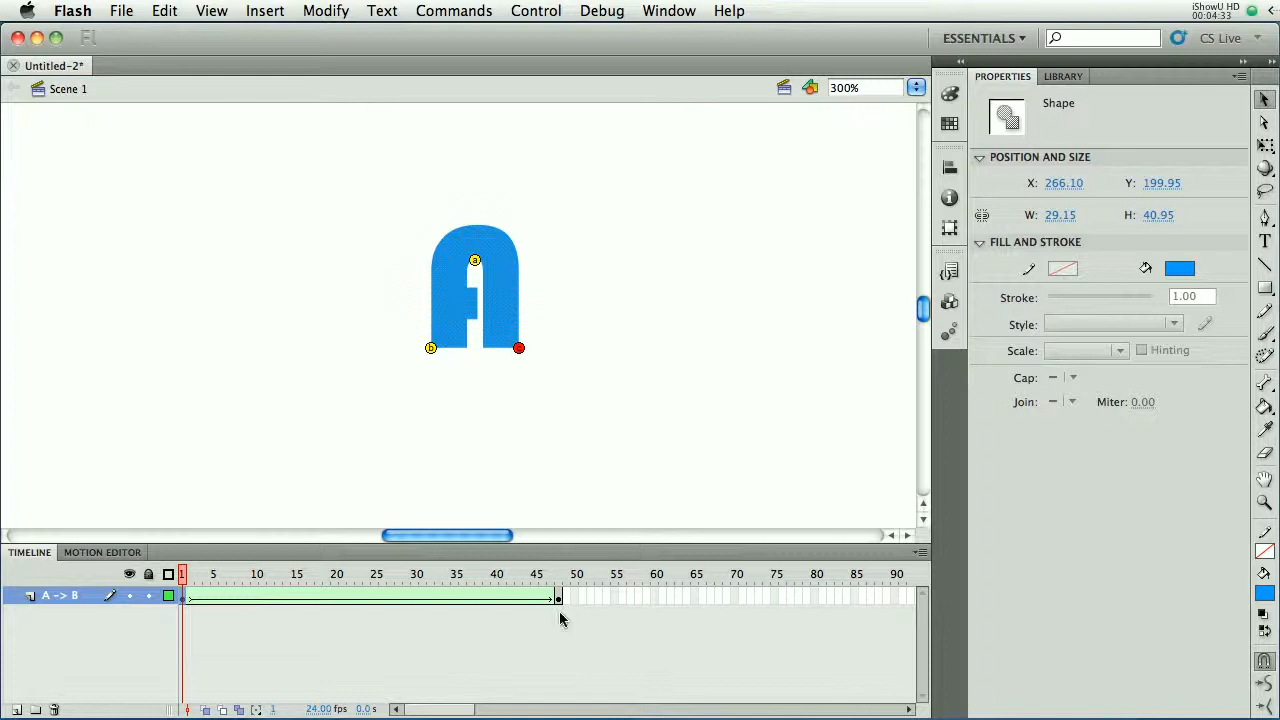 Flash File Edit View Insert Modify Text Commands Control Debug Window Help
iShowU HD
00:04:33
Fl
ESSENTIALS
CS Live
Untitled-2*
Scene 1
300%
PROPERTIES LIBRARY
Shape
POSITION AND SIZE
X: 266.10 Y: 199.95
W: 29.15 H: 40.95
FILL AND STROKE
Stroke: 1.00
Style:
Scale: Hinting
Cap:
Join: Miter: 0.00
A
a
b
TIMELINE MOTION EDITOR
1 5 10 15 20 25 30 35 40 45 50 55 60 65 70 75 80 85 90
A -> B
1 24.00 fps 0.0 s